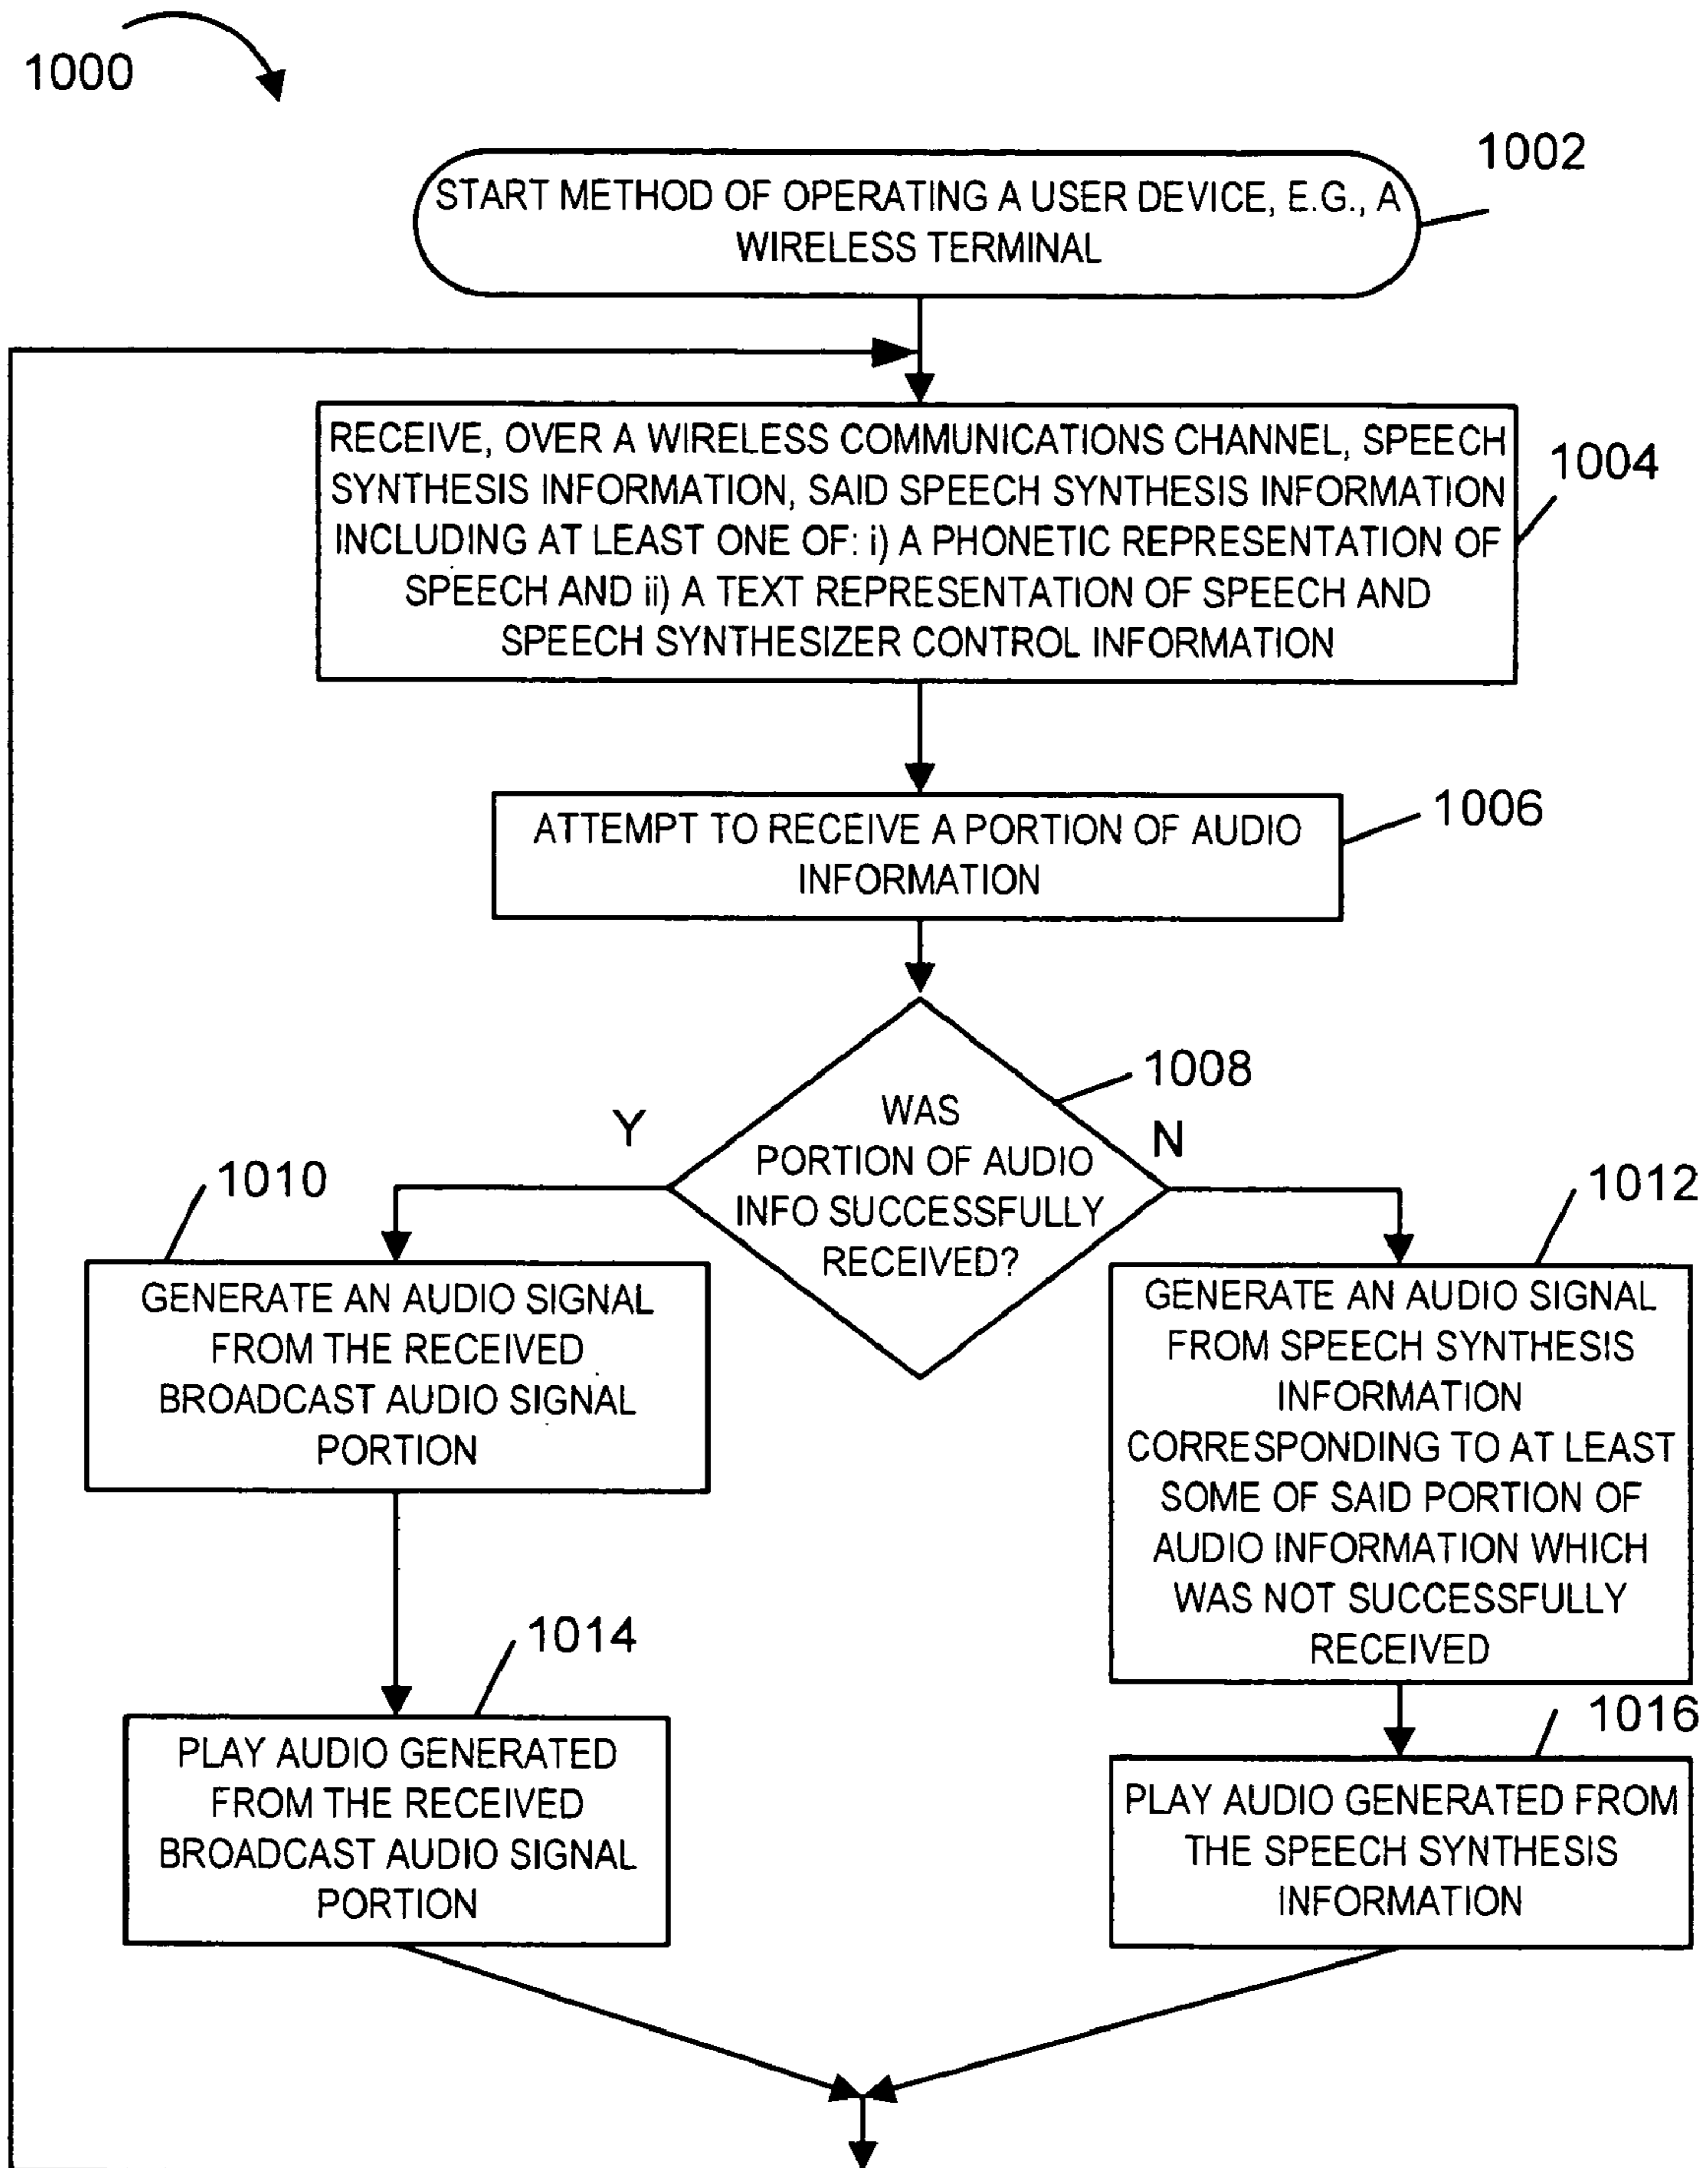 1000
1002
START METHOD OF OPERATING A USER DEVICE, E.G., A
WIRELESS TERMINAL
RECEIVE, OVER A WIRELESS COMMUNICATIONS CHANNEL, SPEECH
SYNTHESIS INFORMATION, SAID SPEECH SYNTHESIS INFORMATION
INCLUDING AT LEAST ONE OF: i) A PHONETIC REPRESENTATION OF
SPEECH AND ii) A TEXT REPRESENTATION OF SPEECH AND
SPEECH SYNTHESIZER CONTROL INFORMATION
1004
ATTEMPT TO RECEIVE A PORTION OF AUDIO
INFORMATION
1006
1008
WAS
PORTION OF AUDIO
INFO SUCCESSFULLY
RECEIVED?
Y
N
1010
GENERATE AN AUDIO SIGNAL
FROM THE RECEIVED
BROADCAST AUDIO SIGNAL
PORTION
1012
GENERATE AN AUDIO SIGNAL
FROM SPEECH SYNTHESIS
INFORMATION
CORRESPONDING TO AT LEAST
SOME OF SAID PORTION OF
AUDIO INFORMATION WHICH
WAS NOT SUCCESSFULLY
RECEIVED
1014
PLAY AUDIO GENERATED
FROM THE RECEIVED
BROADCAST AUDIO SIGNAL
PORTION
1016
PLAY AUDIO GENERATED FROM
THE SPEECH SYNTHESIS
INFORMATION